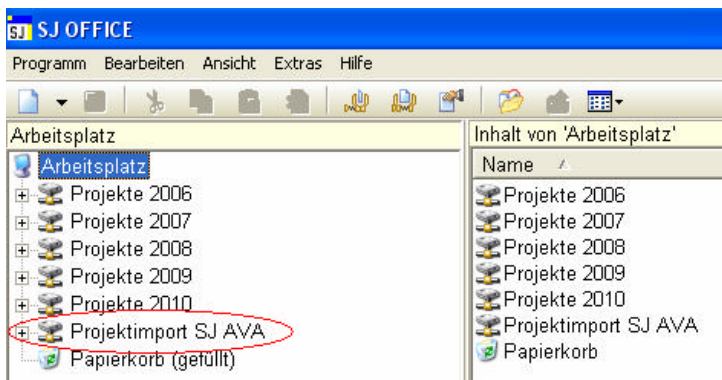 SJ SJ OFFICE
Programm Bearbeiten Ansicht Extras Hilfe
Arbeitsplatz
Arbeitsplatz
Projekte 2006
Projekte 2007
Projekte 2008
Projekte 2009
Projekte 2010
Projektimport SJ AVA
Papierkorb (gefüllt)
Inhalt von 'Arbeitsplatz'
Name
Projekte 2006
Projekte 2007
Projekte 2008
Projekte 2009
Projekte 2010
Projektimport SJ AVA
Papierkorb